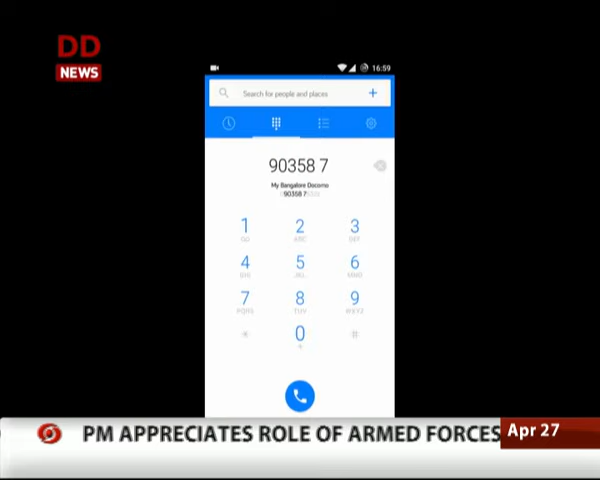 DD
NEWS
16:59
Search for people and places
+
90358 7
My Bangalore Docomo
90358 7
1 2 3
ABC DEF
4 5 6
GHI JKL MNO
7 8 9
PQRS TUV WXYZ
* 0 #
+
PM APPRECIATES ROLE OF ARMED FORCES
Apr 27